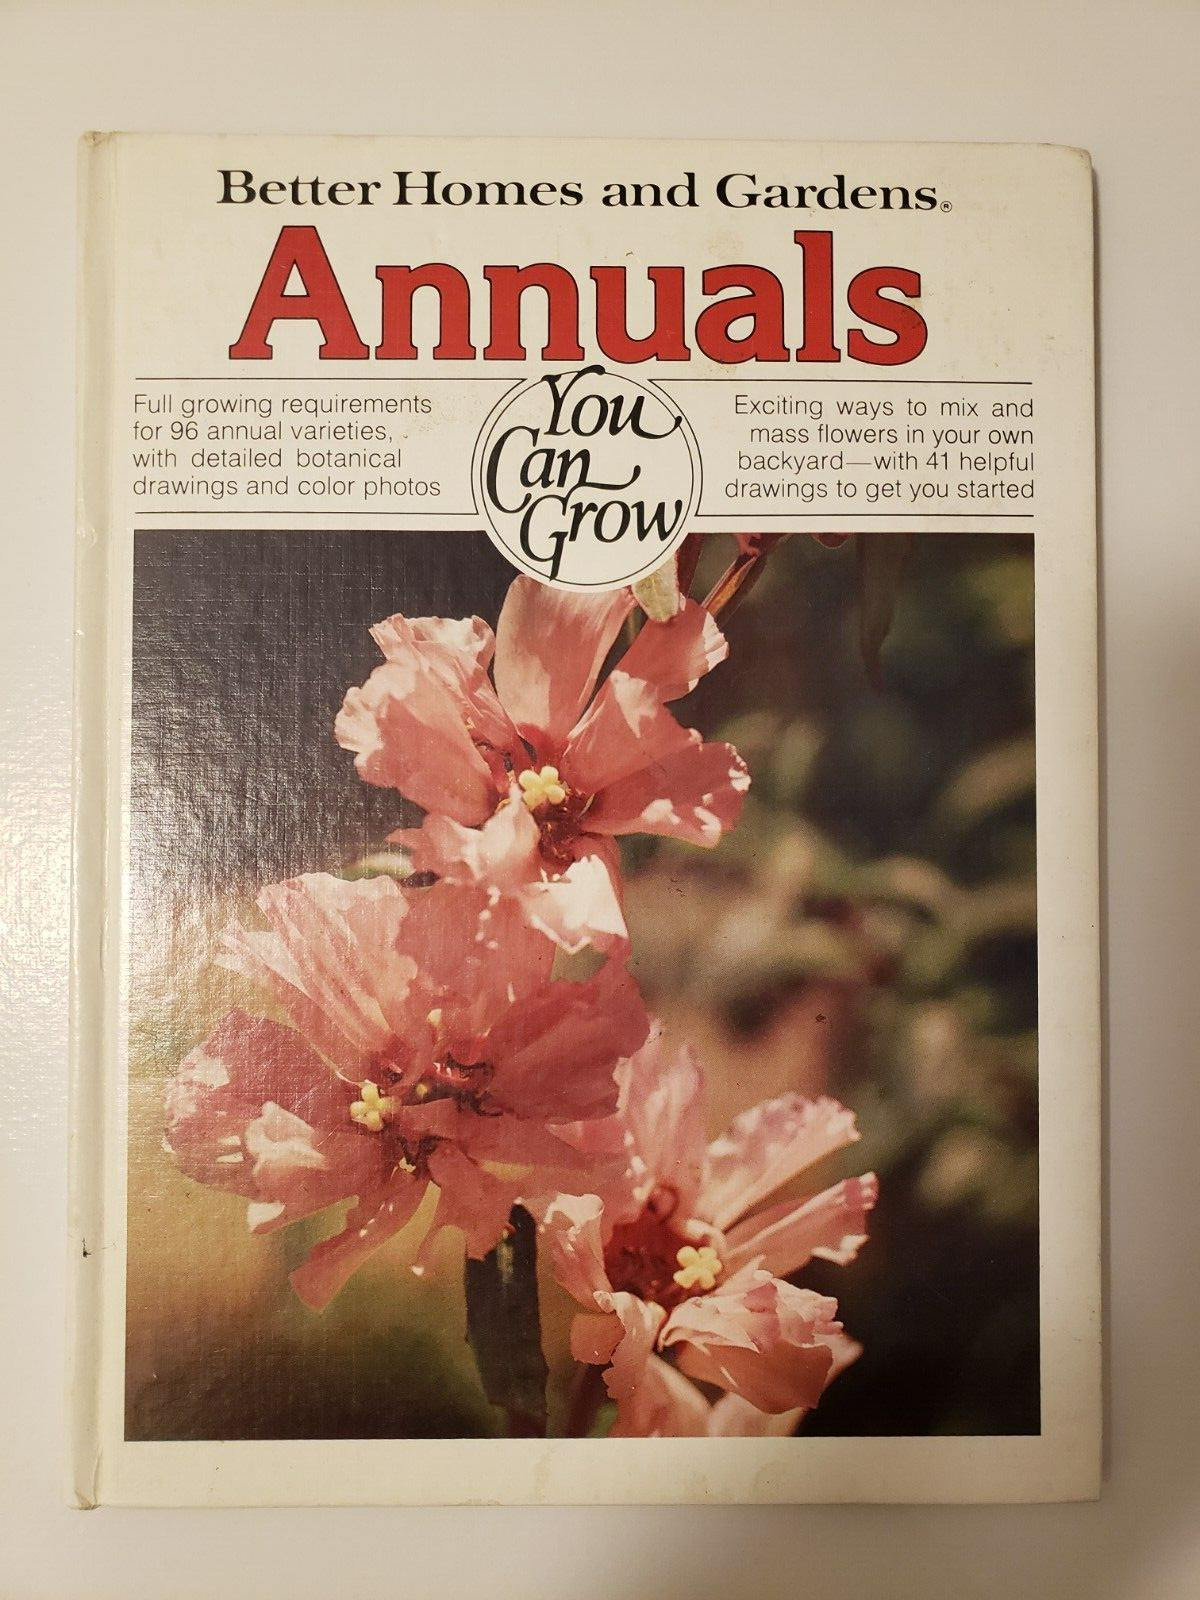 Better Homes and Gardens®
Annuals
You
Can
Grow
Full growing requirements
for 96 annual varieties,
with detailed botanical
drawings and color photos
Exciting ways to mix and
mass flowers in your own
backyard—with 41 helpful
drawings to get you started